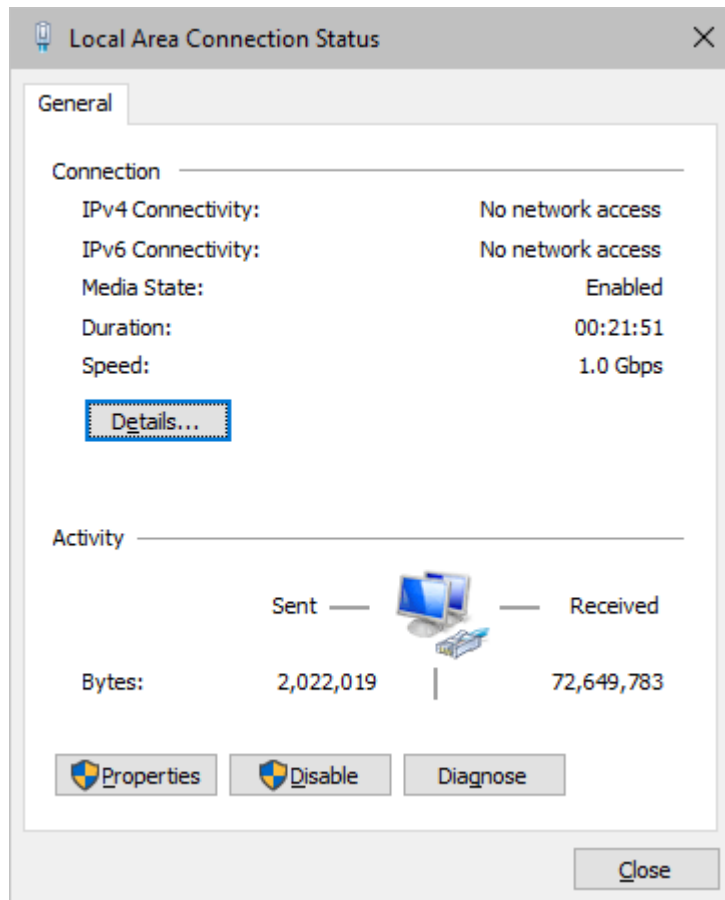 Local Area Connection Status
General
Connection
IPv4 Connectivity: No network access
IPv6 Connectivity: No network access
Media State: Enabled
Duration: 00:21:51
Speed: 1.0 Gbps
Details...
Activity
Sent Received
Bytes: 2,022,019 72,649,783
Properties Disable Diagnose
Close